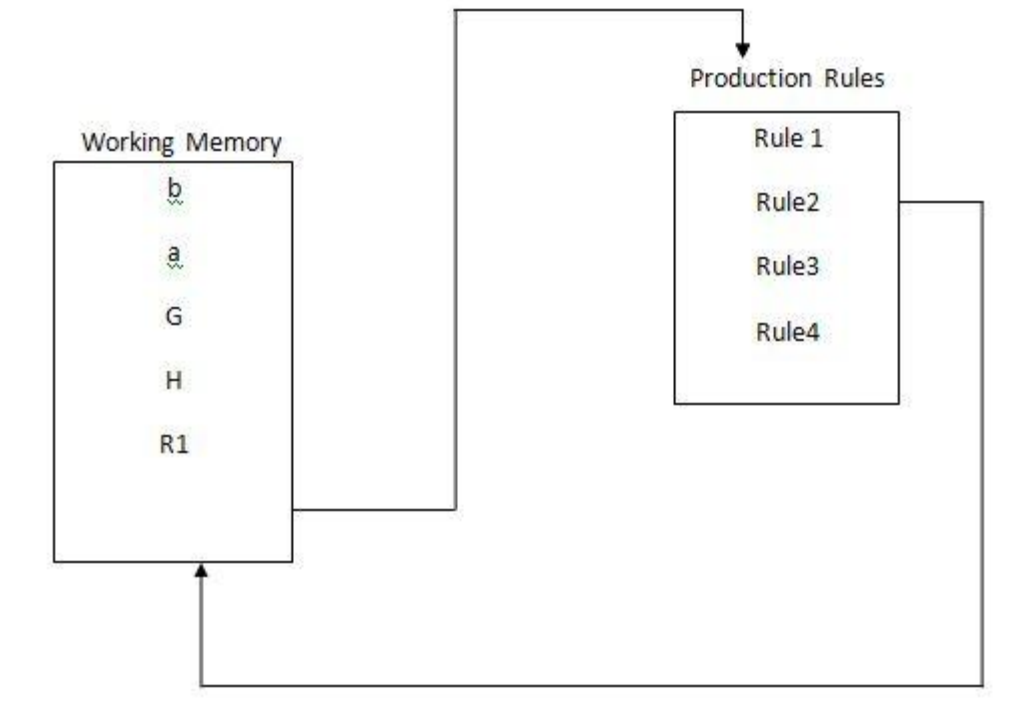 Production Rules
Working Memory
Rule 1
b
Rule2
a
Rule3
G
Rule4
H
R1